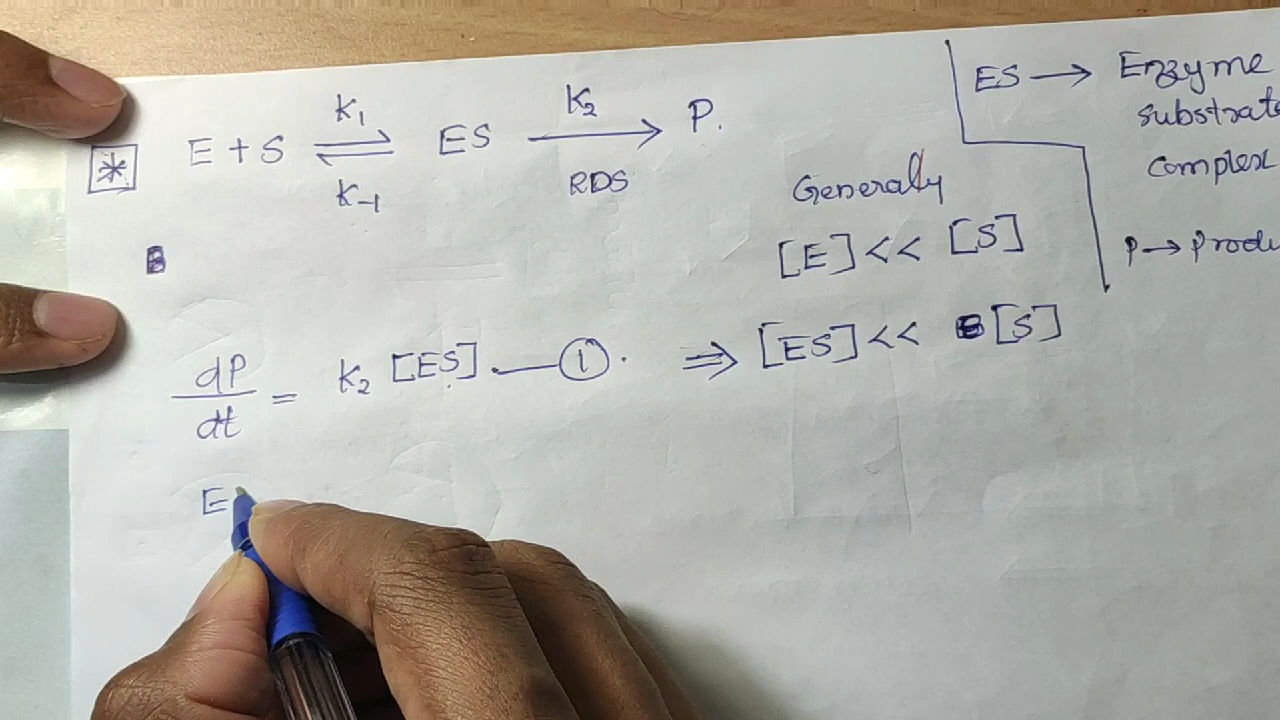 K₁ K₂
* E + S ⇌ ES ⟶ P.
K₋₁ RDS
ES → Enzyme
substrate
complex
P → Produ
Generally
[E] << [S]
dP/dt = K₂ [ES]. — ① . ⇒ [ES] << [S]
E